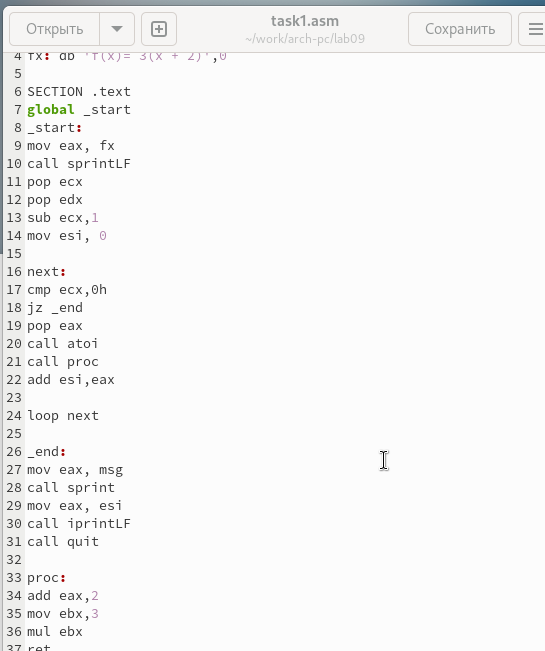 Открыть
task1.asm
~/work/arch-pc/lab09
Сохранить
4 fx: db 'f(x)= 3(x + 2)',0
5
6 SECTION .text
7 global _start
8 _start:
9 mov eax, fx
10 call sprintLF
11 pop ecx
12 pop edx
13 sub ecx,1
14 mov esi, 0
15
16 next:
17 cmp ecx,0h
18 jz _end
19 pop eax
20 call atoi
21 call proc
22 add esi,eax
23
24 loop next
25
26 _end:
27 mov eax, msg
28 call sprint
29 mov eax, esi
30 call iprintLF
31 call quit
32
33 proc:
34 add eax,2
35 mov ebx,3
36 mul ebx
37 ret